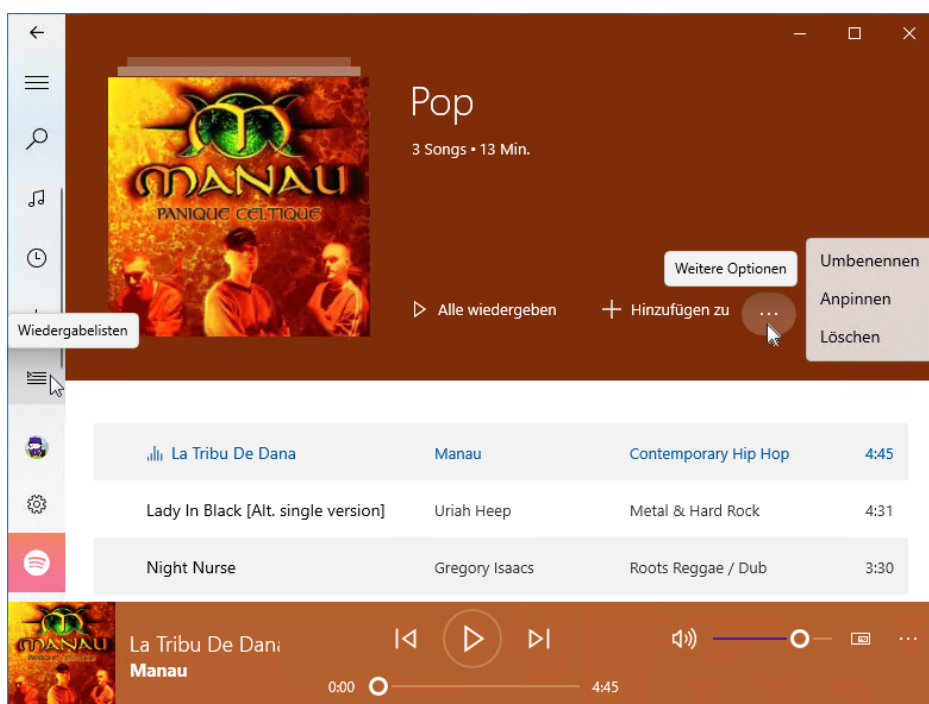 MANAU
PANIQUE CELTIQUE
Pop
3 Songs • 13 Min.
Weitere Optionen
Alle wiedergeben
Hinzufügen zu
...
Umbenennen
Anpinnen
Löschen
Wiedergabelisten
La Tribu De Dana Manau Contemporary Hip Hop 4:45
Lady In Black [Alt. single version] Uriah Heep Metal & Hard Rock 4:31
Night Nurse Gregory Isaacs Roots Reggae / Dub 3:30
MANAU
PANIQUE CELTIQUE
La Tribu De Dana
Manau
0:00 4:45
...